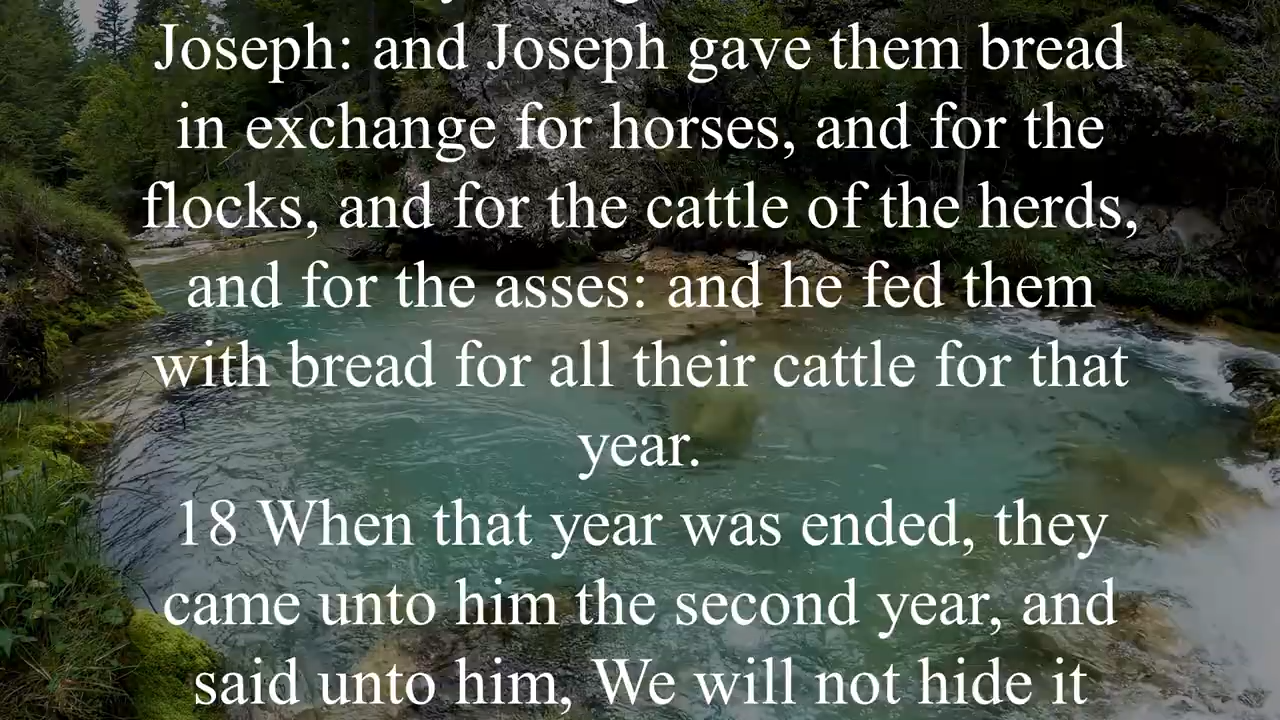 Joseph: and Joseph gave them bread
in exchange for horses, and for the
flocks, and for the cattle of the herds,
and for the asses: and he fed them
with bread for all their cattle for that
year.
18 When that year was ended, they
came unto him the second year, and
said unto him, We will not hide it